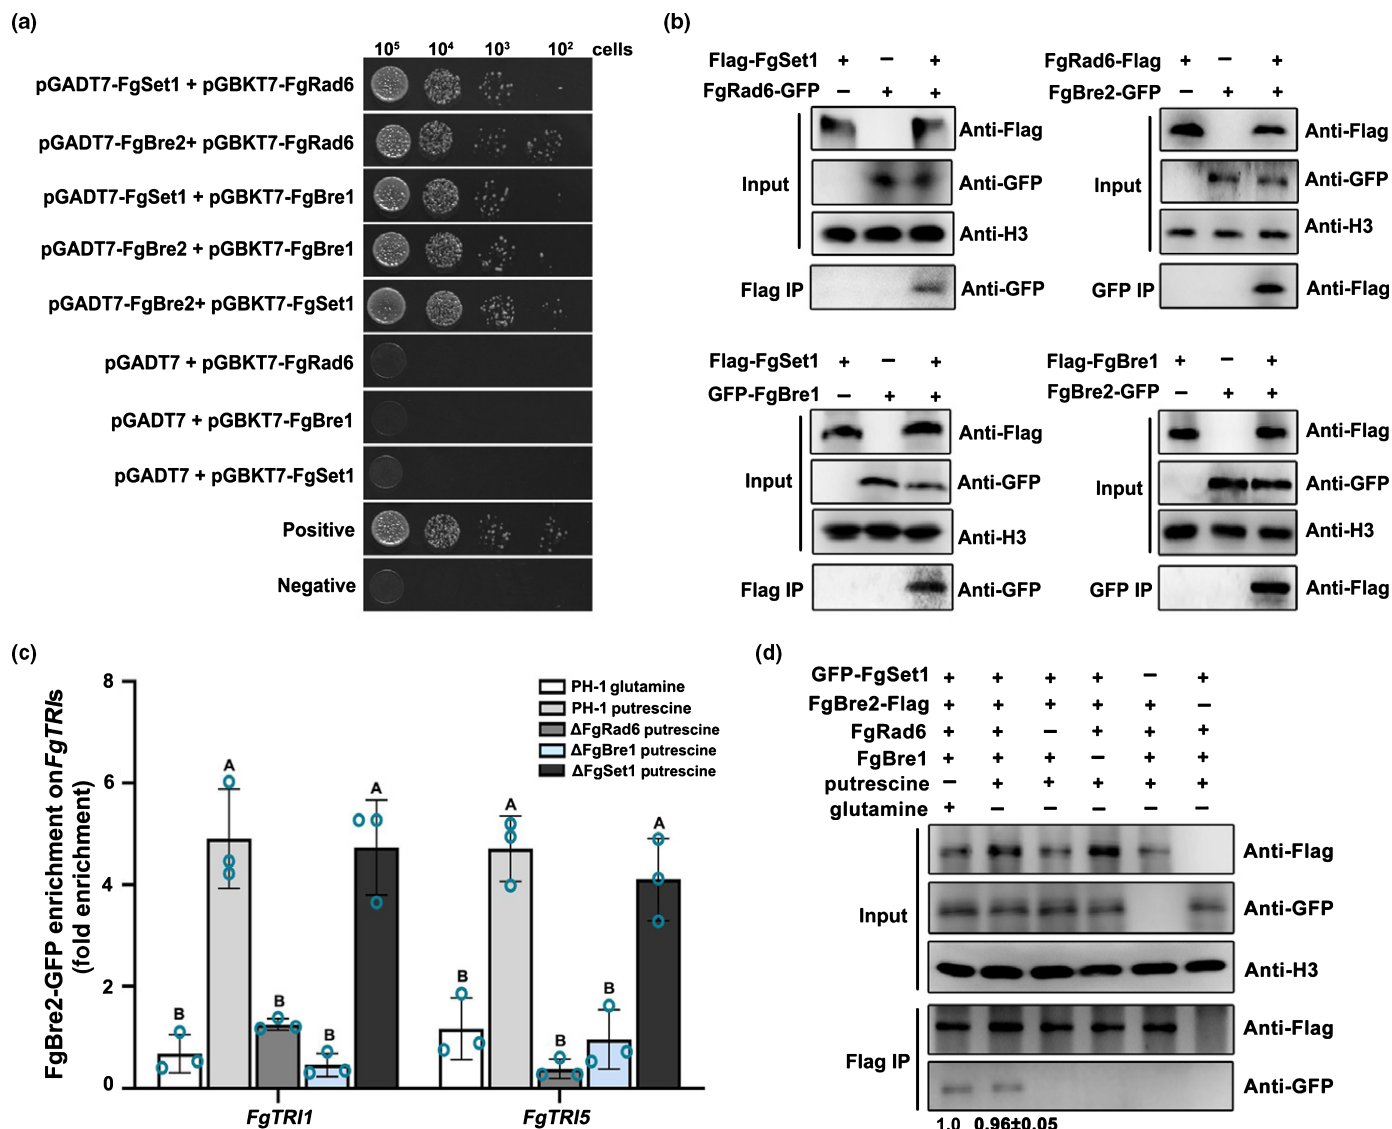 (a)
10⁵ 10⁴ 10³ 10² cells
pGADT7-FgSet1 + pGBKT7-FgRad6
pGADT7-FgBre2+ pGBKT7-FgRad6
pGADT7-FgSet1 + pGBKT7-FgBre1
pGADT7-FgBre2 + pGBKT7-FgBre1
pGADT7-FgBre2+ pGBKT7-FgSet1
pGADT7 + pGBKT7-FgRad6
pGADT7 + pGBKT7-FgBre1
pGADT7 + pGBKT7-FgSet1
Positive
Negative
(b)
Flag-FgSet1 + − +
FgRad6-GFP − + +
Anti-Flag
Input Anti-GFP
Anti-H3
Flag IP Anti-GFP
FgRad6-Flag + − +
FgBre2-GFP − + +
Anti-Flag
Input Anti-GFP
Anti-H3
GFP IP Anti-Flag
Flag-FgSet1 + − +
GFP-FgBre1 − + +
Anti-Flag
Input Anti-GFP
Anti-H3
Flag IP Anti-GFP
Flag-FgBre1 + − +
FgBre2-GFP − + +
Anti-Flag
Input Anti-GFP
Anti-H3
GFP IP Anti-Flag
(c)
FgBre2-GFP enrichment onFgTRIs
(fold enrichment)
8
6
4
2
0
PH-1 glutamine
PH-1 putrescine
ΔFgRad6 putrescine
ΔFgBre1 putrescine
ΔFgSet1 putrescine
B A B B A
B A B B A
FgTRI1 FgTRI5
(d)
GFP-FgSet1 + + + + − +
FgBre2-Flag + + + + + −
FgRad6 + + − + + +
FgBre1 + + + − + +
putrescine − + + + + +
glutamine + − − − − −
Anti-Flag
Input Anti-GFP
Anti-H3
Anti-Flag
Flag IP
Anti-GFP
1.0 0.96±0.05